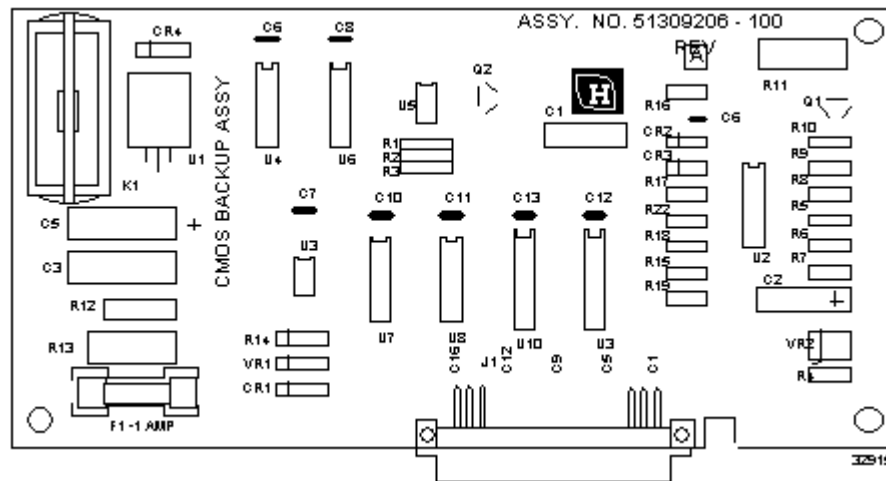 ASSY. NO. 51309206 - 100
REV
A
C6
C8
CR4
Q2
U5
H
C1
R16
R11
Q1
C6
CR2
R10
R1
R2
R3
U1
U4
U6
K1
CMOS BACKUP ASSY
CR3
R9
R17
R8
C7
C10
C11
C13
C12
R22
R5
C5
+
R18
R6
U3
U2
C3
R15
R7
R19
C2
+
R12
U7
U8
U10
U3
R13
R14
VR1
CR1
C16
J1
C12
C9
C5
C1
VR2
R4
F1-1 AMP
3291